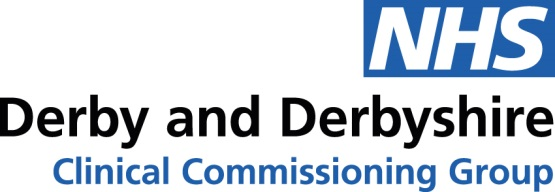 NHS
Derby and Derbyshire
Clinical Commissioning Group